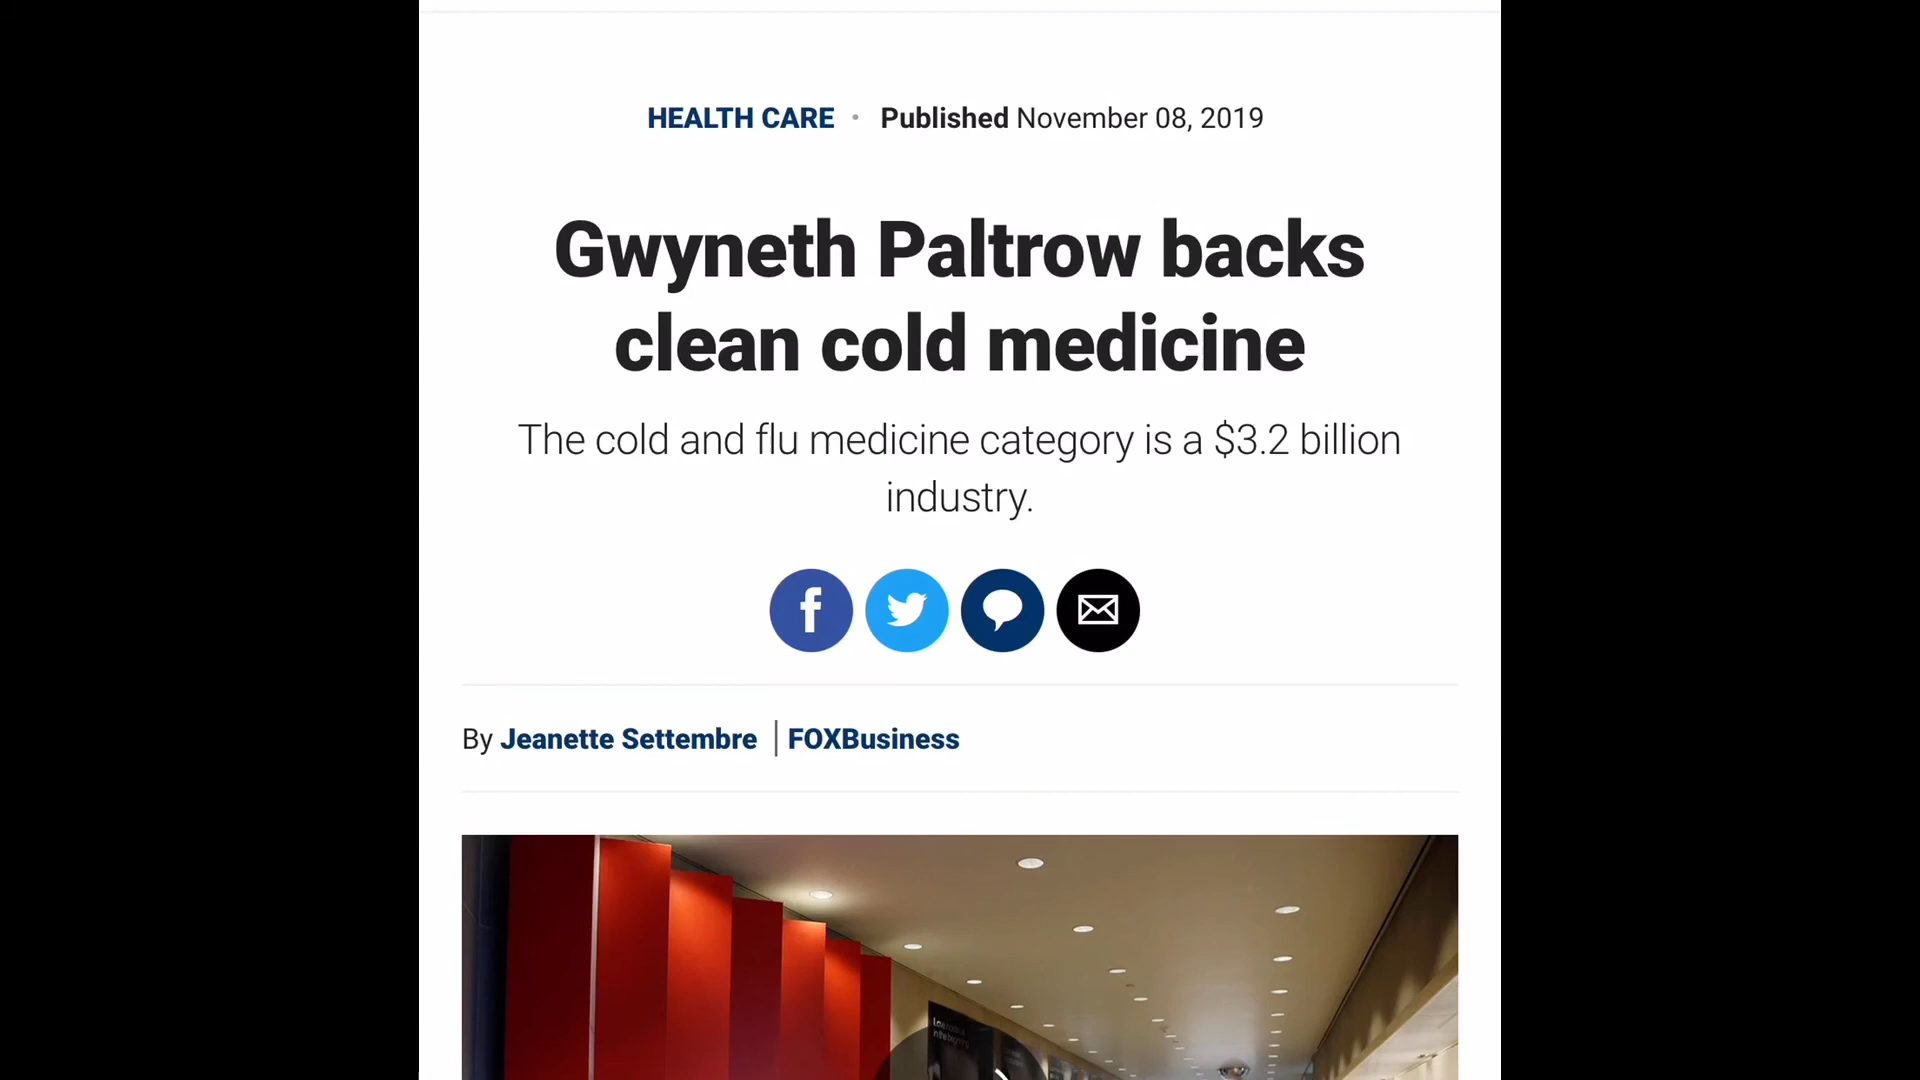 HEALTH CARE • Published November 08, 2019
Gwyneth Paltrow backs
clean cold medicine
The cold and flu medicine category is a $3.2 billion
industry.
By Jeanette Settembre | FOXBusiness